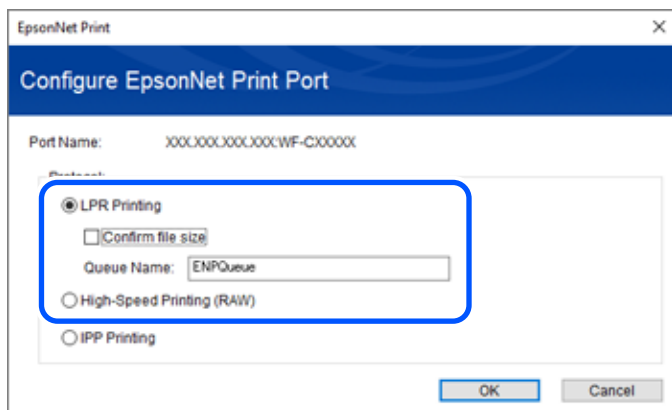 EpsonNet Print
Configure EpsonNet Print Port
Port Name: XXX.XXX.XXX.XXX:WF-CXXXXX
Protocol:
LPR Printing
Confirm file size
Queue Name: ENPQueue
High-Speed Printing (RAW)
IPP Printing
OK Cancel